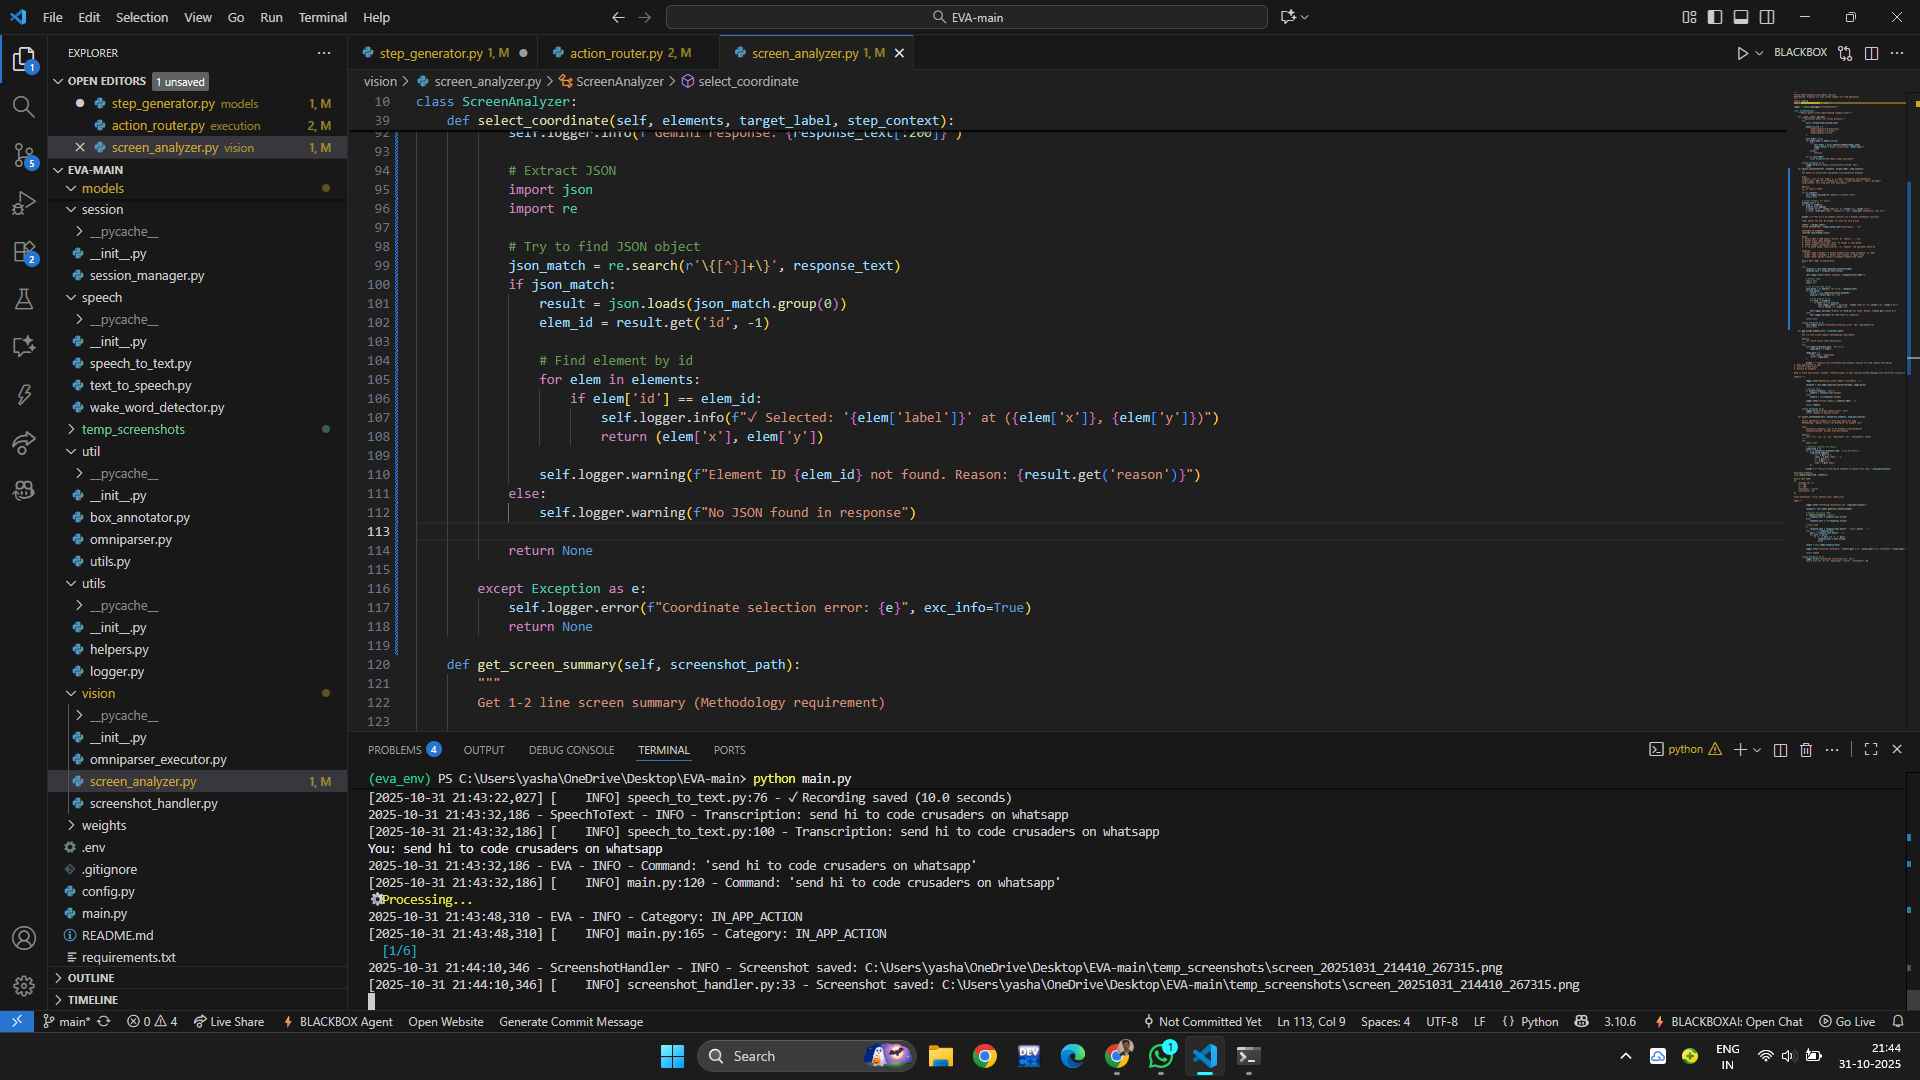 File Edit Selection View Go Run Terminal Help
EVA-main
EXPLORER
OPEN EDITORS 1 unsaved
step_generator.py models 1, M
action_router.py execution 2, M
screen_analyzer.py vision 1, M
EVA-MAIN
models
session
__pycache__
__init__.py
session_manager.py
speech
__pycache__
__init__.py
speech_to_text.py
text_to_speech.py
wake_word_detector.py
temp_screenshots
util
__pycache__
__init__.py
box_annotator.py
omniparser.py
utils.py
utils
__pycache__
__init__.py
helpers.py
logger.py
vision
__pycache__
__init__.py
omniparser_executor.py
screen_analyzer.py 1, M
screenshot_handler.py
weights
.env
.gitignore
config.py
main.py
README.md
requirements.txt
OUTLINE
TIMELINE
step_generator.py 1, M
action_router.py 2, M
screen_analyzer.py 1, M
BLACKBOX
vision > screen_analyzer.py > ScreenAnalyzer > select_coordinate
10 class ScreenAnalyzer:
39 def select_coordinate(self, elements, target_label, step_context):
92 self.logger.info(f"Gemini response: {response_text[:200]}")
93
94 # Extract JSON
95 import json
96 import re
97
98 # Try to find JSON object
99 json_match = re.search(r'\{[^}]+\}', response_text)
100 if json_match:
101 result = json.loads(json_match.group(0))
102 elem_id = result.get('id', -1)
103
104 # Find element by id
105 for elem in elements:
106 if elem['id'] == elem_id:
107 self.logger.info(f"✓ Selected: '{elem['label']}' at ({elem['x']}, {elem['y']})")
108 return (elem['x'], elem['y'])
109
110 self.logger.warning(f"Element ID {elem_id} not found. Reason: {result.get('reason')}")
111 else:
112 self.logger.warning(f"No JSON found in response")
113
114 return None
115
116 except Exception as e:
117 self.logger.error(f"Coordinate selection error: {e}", exc_info=True)
118 return None
119
120 def get_screen_summary(self, screenshot_path):
121 """
122 Get 1-2 line screen summary (Methodology requirement)
123
PROBLEMS 4 OUTPUT DEBUG CONSOLE TERMINAL PORTS
python
(eva_env) PS C:\Users\yasha\OneDrive\Desktop\EVA-main> python main.py
[2025-10-31 21:43:22,027] [ INFO] speech_to_text.py:76 - ✓ Recording saved (10.0 seconds)
2025-10-31 21:43:32,186 - SpeechToText - INFO - Transcription: send hi to code crusaders on whatsapp
[2025-10-31 21:43:32,186] [ INFO] speech_to_text.py:100 - Transcription: send hi to code crusaders on whatsapp
You: send hi to code crusaders on whatsapp
2025-10-31 21:43:32,186 - EVA - INFO - Command: 'send hi to code crusaders on whatsapp'
[2025-10-31 21:43:32,186] [ INFO] main.py:120 - Command: 'send hi to code crusaders on whatsapp'
Processing...
2025-10-31 21:43:48,310 - EVA - INFO - Category: IN_APP_ACTION
[2025-10-31 21:43:48,310] [ INFO] main.py:165 - Category: IN_APP_ACTION
[1/6]
2025-10-31 21:44:10,346 - ScreenshotHandler - INFO - Screenshot saved: C:\Users\yasha\OneDrive\Desktop\EVA-main\temp_screenshots\screen_20251031_214410_267315.png
[2025-10-31 21:44:10,346] [ INFO] screenshot_handler.py:33 - Screenshot saved: C:\Users\yasha\OneDrive\Desktop\EVA-main\temp_screenshots\screen_20251031_214410_267315.png
main* 0 4 Live Share BLACKBOX Agent Open Website Generate Commit Message
Not Committed Yet Ln 113, Col 9 Spaces: 4 UTF-8 LF {} Python 3.10.6 BLACKBOXAI: Open Chat Go Live
Search
DEV
1
ENG
IN
21:44
31-10-2025